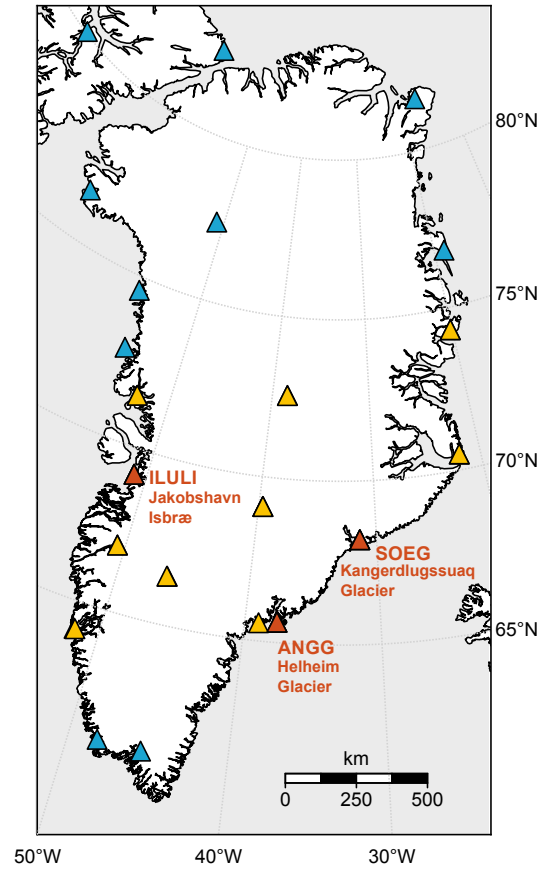 80°N
75°N
70°N
ILULI
Jakobshavn
Isbræ
SOEG
Kangerdlugssuaq
Glacier
65°N
ANGG
Helheim
Glacier
km
0 250 500
50°W 40°W 30°W